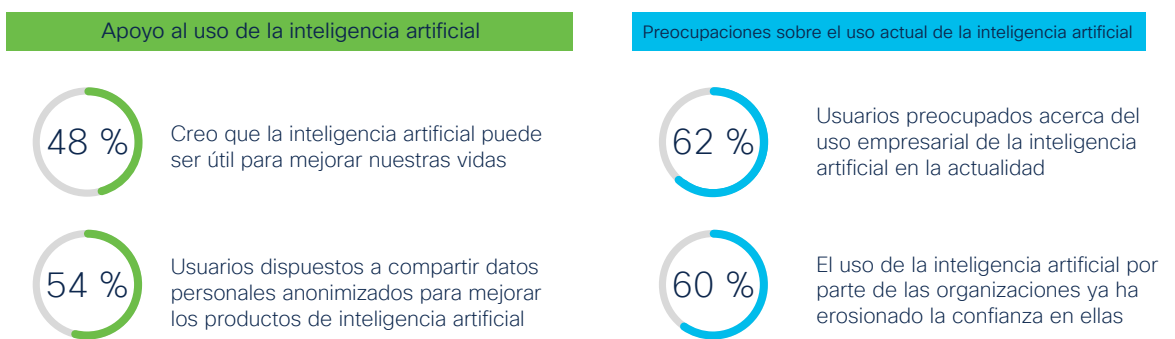 Apoyo al uso de la inteligencia artificial
48 %
Creo que la inteligencia artificial puede
ser útil para mejorar nuestras vidas
54 %
Usuarios dispuestos a compartir datos
personales anonimizados para mejorar
los productos de inteligencia artificial
Preocupaciones sobre el uso actual de la inteligencia artificial
62 %
Usuarios preocupados acerca del
uso empresarial de la inteligencia
artificial en la actualidad
60 %
El uso de la inteligencia artificial por
parte de las organizaciones ya ha
erosionado la confianza en ellas